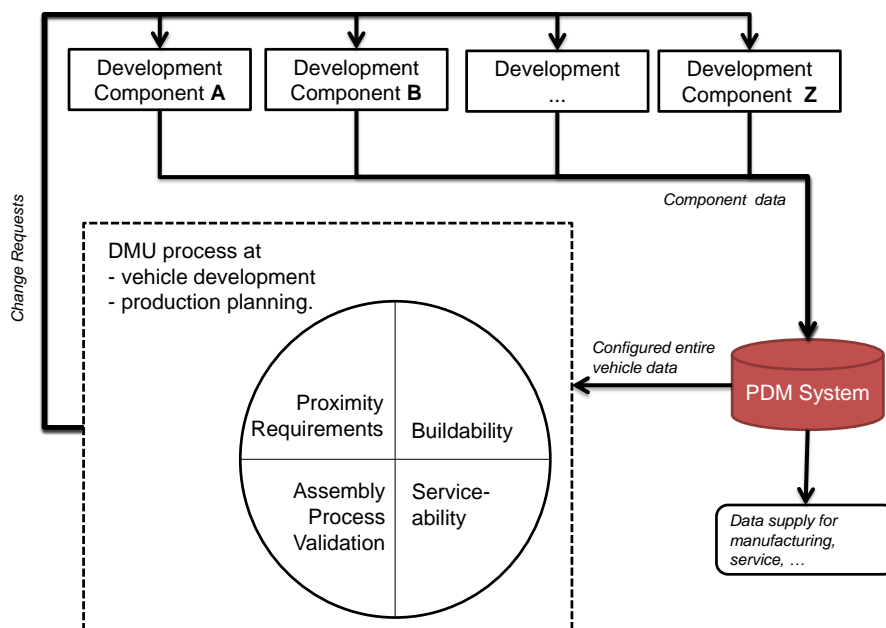 Development
Component A
Development
Component B
Development
...
Development
Component Z
Change Requests
Component data
DMU process at
- vehicle development
- production planning.
Configured entire
vehicle data
PDM System
Proximity
Requirements
Buildability
Assembly
Process
Validation
Service-
ability
Data supply for
manufacturing,
service, …